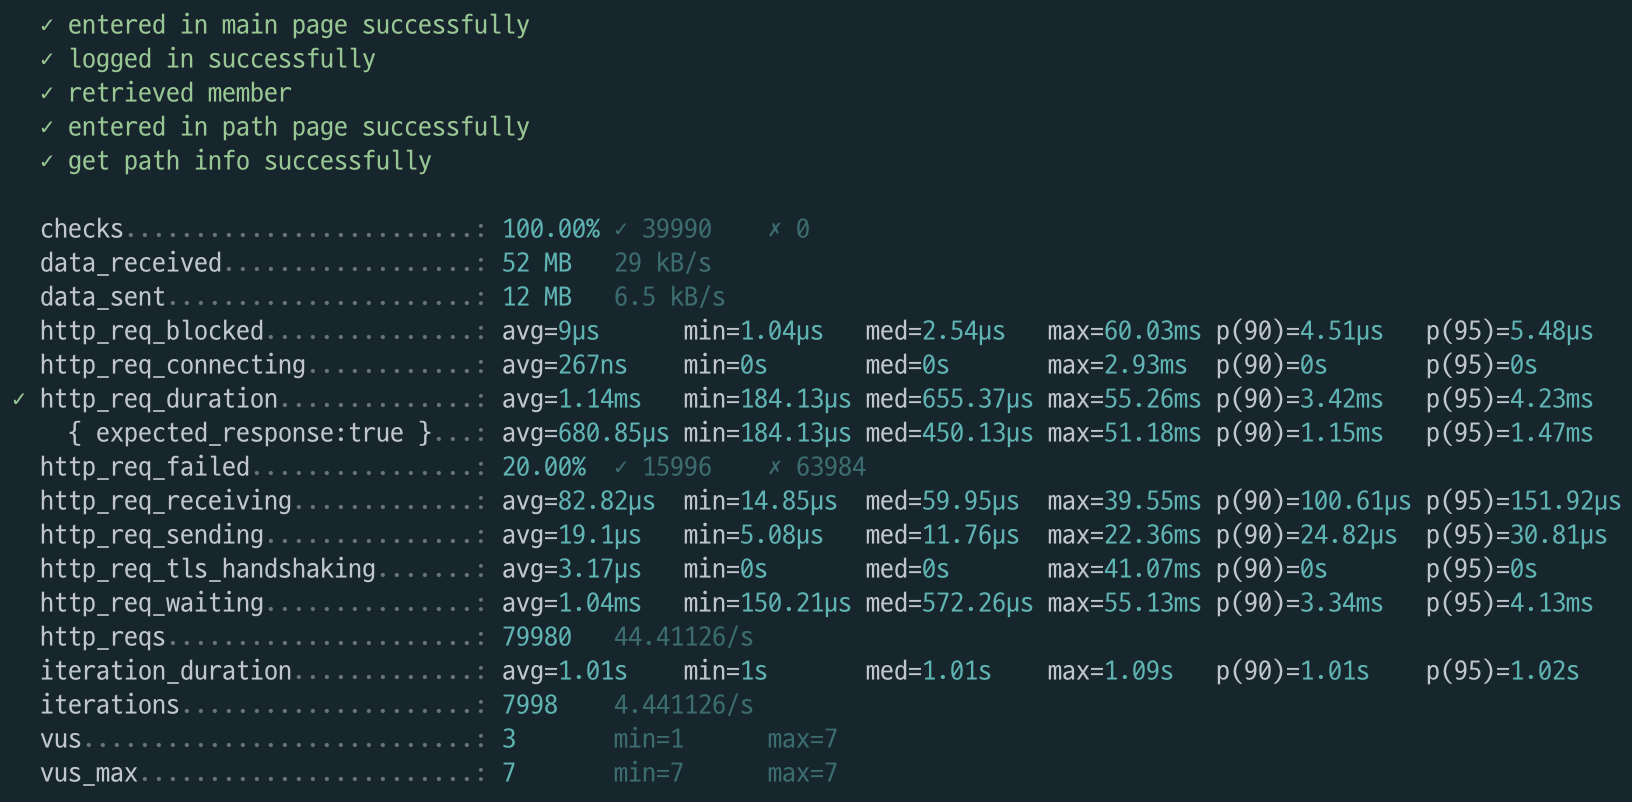 ✓ entered in main page successfully
✓ logged in successfully
✓ retrieved member
✓ entered in path page successfully
✓ get path info successfully
checks.........................: 100.00% ✓ 39990 ✗ 0
data_received..................: 52 MB 29 kB/s
data_sent......................: 12 MB 6.5 kB/s
http_req_blocked...............: avg=9µs min=1.04µs med=2.54µs max=60.03ms p(90)=4.51µs p(95)=5.48µs
http_req_connecting............: avg=267ns min=0s med=0s max=2.93ms p(90)=0s p(95)=0s
✓ http_req_duration..............: avg=1.14ms min=184.13µs med=655.37µs max=55.26ms p(90)=3.42ms p(95)=4.23ms
{ expected_response:true }...: avg=680.85µs min=184.13µs med=450.13µs max=51.18ms p(90)=1.15ms p(95)=1.47ms
http_req_failed................: 20.00% ✓ 15996 ✗ 63984
http_req_receiving.............: avg=82.82µs min=14.85µs med=59.95µs max=39.55ms p(90)=100.61µs p(95)=151.92µs
http_req_sending...............: avg=19.1µs min=5.08µs med=11.76µs max=22.36ms p(90)=24.82µs p(95)=30.81µs
http_req_tls_handshaking.......: avg=3.17µs min=0s med=0s max=41.07ms p(90)=0s p(95)=0s
http_req_waiting...............: avg=1.04ms min=150.21µs med=572.26µs max=55.13ms p(90)=3.34ms p(95)=4.13ms
http_reqs......................: 79980 44.41126/s
iteration_duration.............: avg=1.01s min=1s med=1.01s max=1.09s p(90)=1.01s p(95)=1.02s
iterations.....................: 7998 4.441126/s
vus............................: 3 min=1 max=7
vus_max........................: 7 min=7 max=7